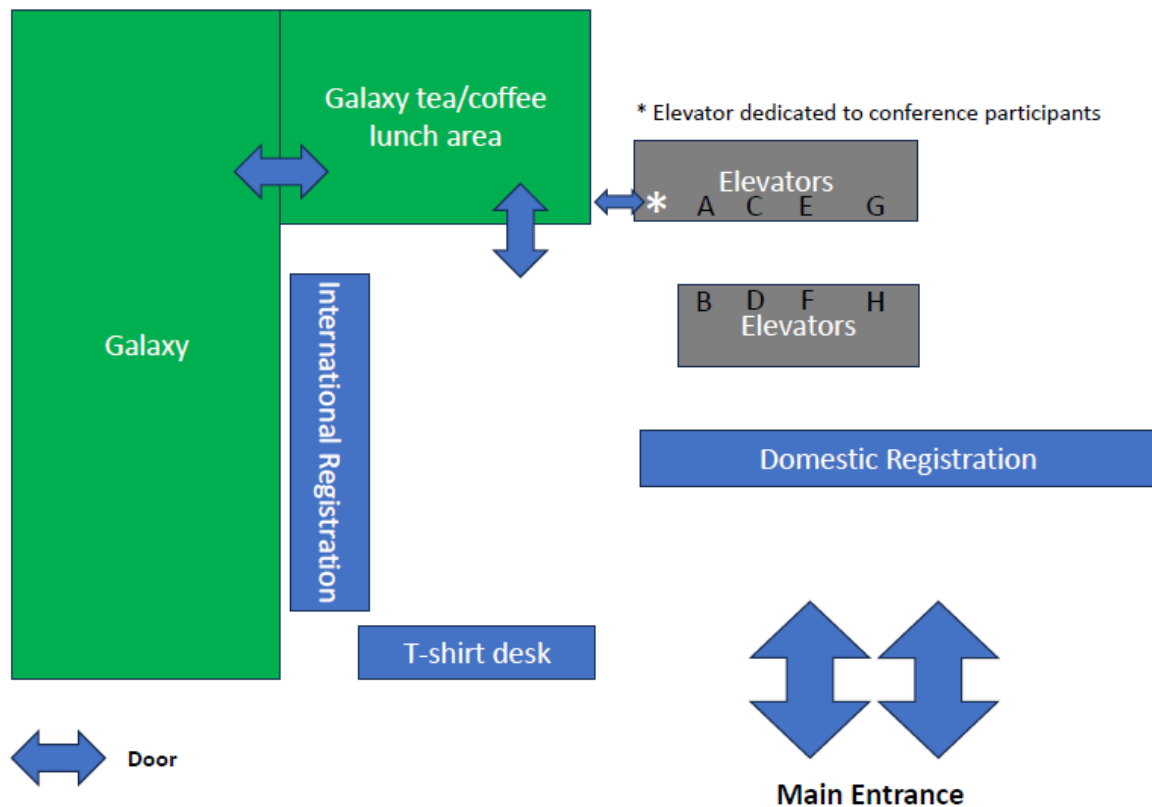 Galaxy tea/coffee
lunch area
* Elevator dedicated to conference participants
Elevators
* A C E G
B D F H
Elevators
Galaxy
International Registration
Domestic Registration
T-shirt desk
Door
Main Entrance